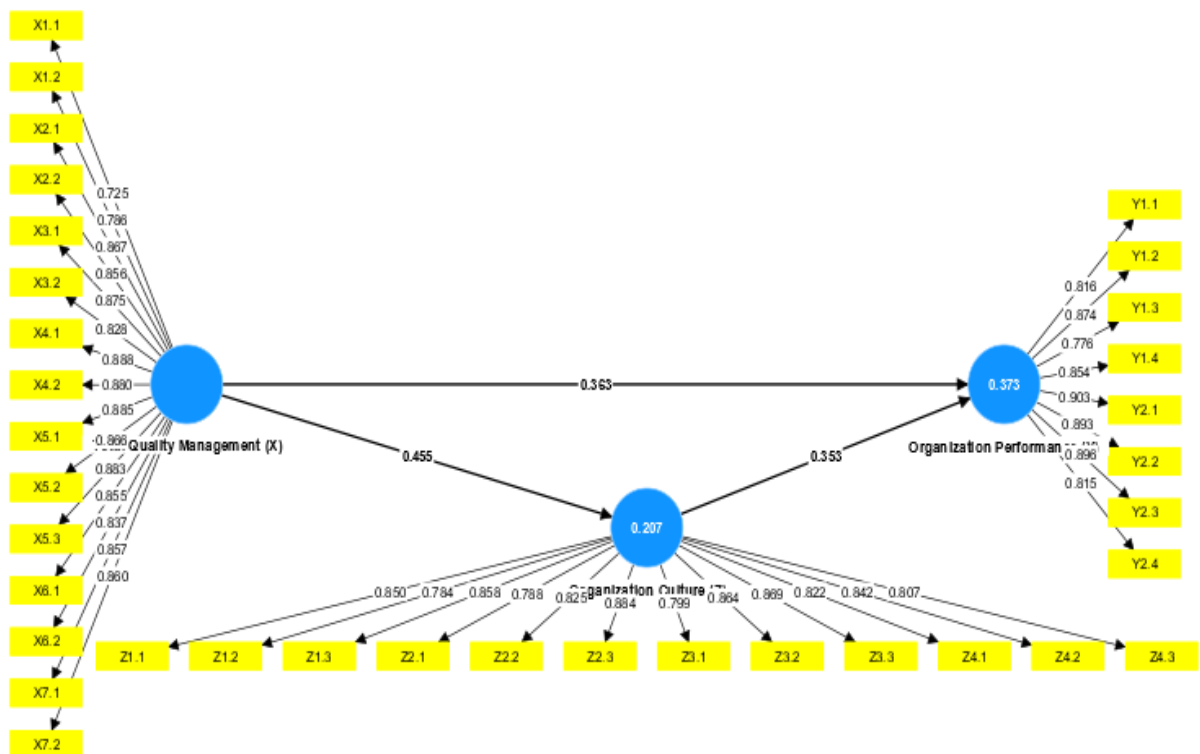 X1.1
X1.2
X2.1
X2.2
X3.1
X3.2
X4.1
X4.2
X5.1
X5.2
X5.3
X6.1
X6.2
X7.1
X7.2
0.725
0.786
0.867
0.856
0.875
0.828
0.888
0.880
0.885
0.866
0.883
0.855
0.837
0.857
0.860
Quality Management (X)
0.363
0.455
0.353
0.373
Organization Performance
0.207
Organization Culture
0.816
0.874
0.776
0.854
0.903
0.893
0.896
0.815
Y1.1
Y1.2
Y1.3
Y1.4
Y2.1
Y2.2
Y2.3
Y2.4
0.850
0.784
0.858
0.788
0.825
0.884
0.799
0.864
0.869
0.822
0.842
0.807
Z1.1
Z1.2
Z1.3
Z2.1
Z2.2
Z2.3
Z3.1
Z3.2
Z3.3
Z4.1
Z4.2
Z4.3